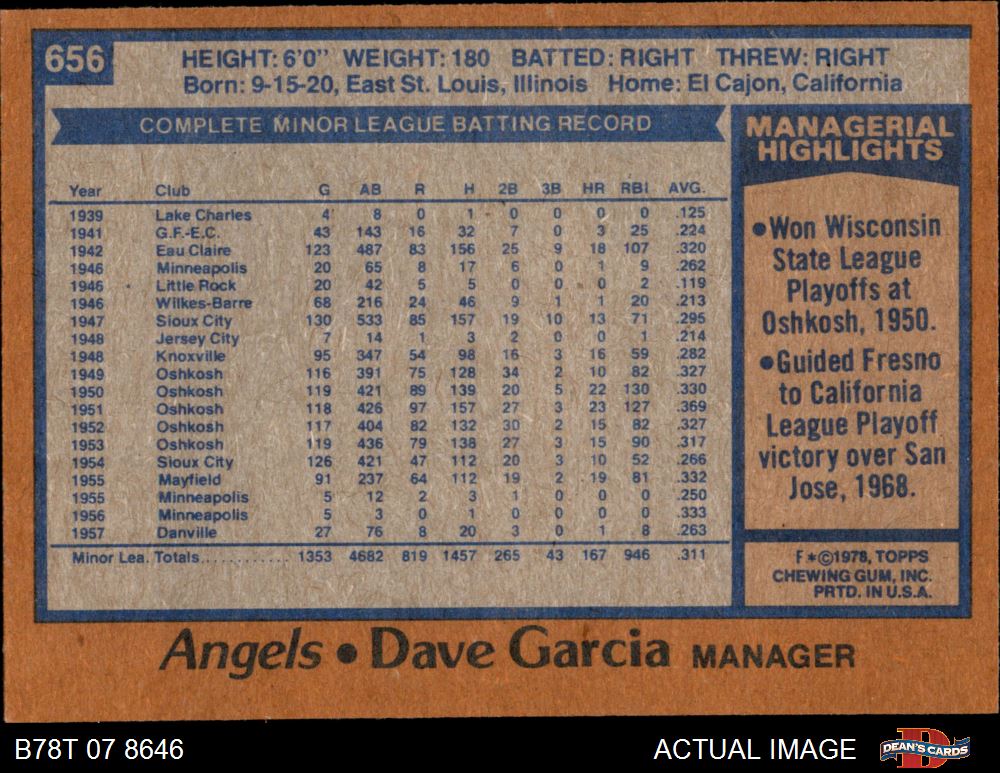 656
HEIGHT: 6'0" WEIGHT: 180 BATTED: RIGHT THREW: RIGHT
Born: 9-15-20, East St. Louis, Illinois Home: El Cajon, California
COMPLETE MINOR LEAGUE BATTING RECORD
Year Club G AB R H 2B 3B HR RBI AVG.
1939 Lake Charles 4 8 0 1 0 0 0 0 .125
1941 G.F.-E.C. 43 143 16 32 7 0 3 25 .224
1942 Eau Claire 123 487 83 156 25 9 18 107 .320
1946 Minneapolis 20 65 8 17 6 0 1 9 .262
1946 Little Rock 20 42 5 5 0 0 0 2 .119
1946 Wilkes-Barre 68 216 24 46 9 1 1 20 .213
1947 Sioux City 130 533 85 157 19 10 13 71 .295
1948 Jersey City 7 14 1 3 2 0 0 1 .214
1948 Knoxville 95 347 54 98 16 3 16 59 .282
1949 Oshkosh 116 391 75 128 34 2 10 82 .327
1950 Oshkosh 119 421 89 139 20 5 22 130 .330
1951 Oshkosh 118 426 97 157 27 3 23 127 .369
1952 Oshkosh 117 404 82 132 30 2 15 82 .327
1953 Oshkosh 119 436 79 138 27 3 15 90 .317
1954 Sioux City 126 421 47 112 20 3 10 52 .266
1955 Mayfield 91 237 64 112 19 2 19 81 .332
1955 Minneapolis 5 12 2 3 1 0 0 0 .250
1956 Minneapolis 5 3 0 1 0 0 0 0 .333
1957 Danville 27 76 8 20 3 0 1 8 .263
Minor Lea. Totals............ 1353 4682 819 1457 265 43 167 946 .311
MANAGERIAL
HIGHLIGHTS
•Won Wisconsin
State League
Playoffs at
Oshkosh, 1950.
•Guided Fresno
to California
League Playoff
victory over San
Jose, 1968.
F*©1978, TOPPS
CHEWING GUM, INC.
PRTD. IN U.S.A.
Angels • Dave Garcia MANAGER
B78T 07 8646
ACTUAL IMAGE
DEAN'S CARDS